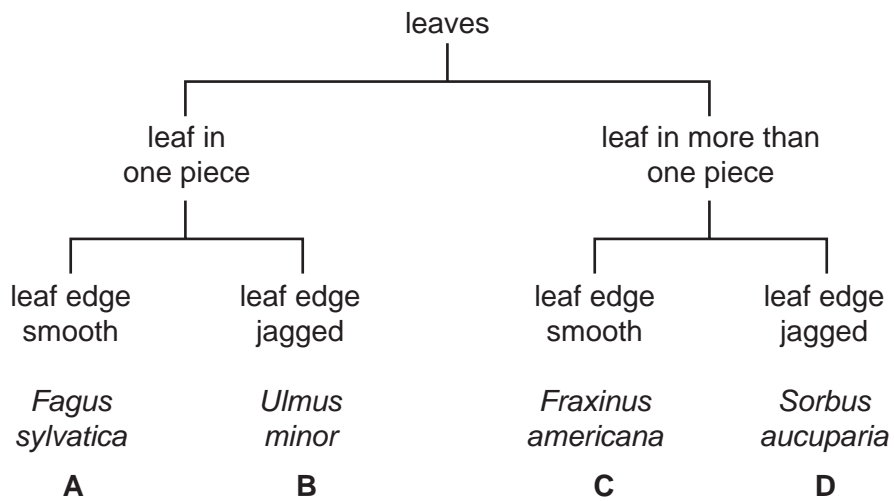 leaves
leaf in
one piece
leaf in more than
one piece
leaf edge
smooth
leaf edge
jagged
leaf edge
smooth
leaf edge
jagged
Fagus
sylvatica
Ulmus
minor
Fraxinus
americana
Sorbus
aucuparia
A
B
C
D